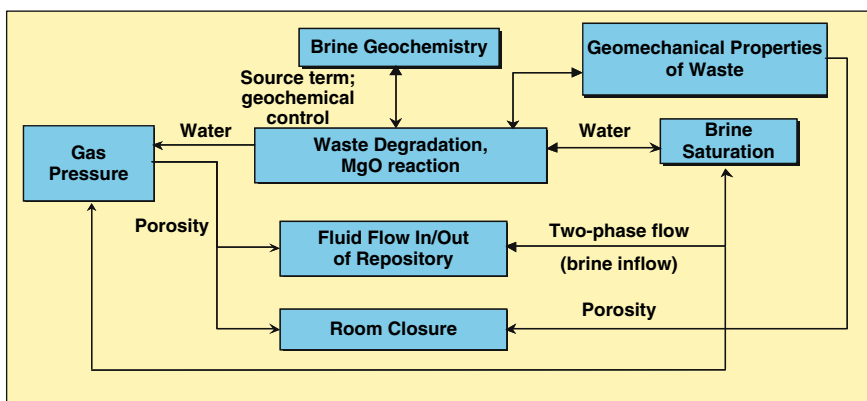 Brine Geochemistry
Geomechanical Properties
of Waste
Source term;
geochemical
control
Water
Gas
Pressure
Waste Degradation,
MgO reaction
Water
Brine
Saturation
Porosity
Fluid Flow In/Out
of Repository
Two-phase flow
(brine inflow)
Room Closure
Porosity